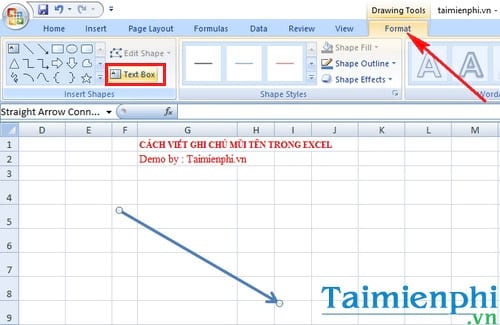 Drawing Tools taimienphi.vn -
Home Insert Page Layout Formulas Data Review View Format
Edit Shape
Text Box
Insert Shapes
Shape Fill
Shape Outline
Shape Effects
Shape Styles
A A
WordA
Straight Arrow Conn... fx
D E F G H I J K L M
1 CÁCH VIẾT GHI CHÚ MŨI TÊN TRONG EXCEL
2 Demo by : Taimienphi.vn
3
4
5
6
7
8
9
Taimienphi
.vn